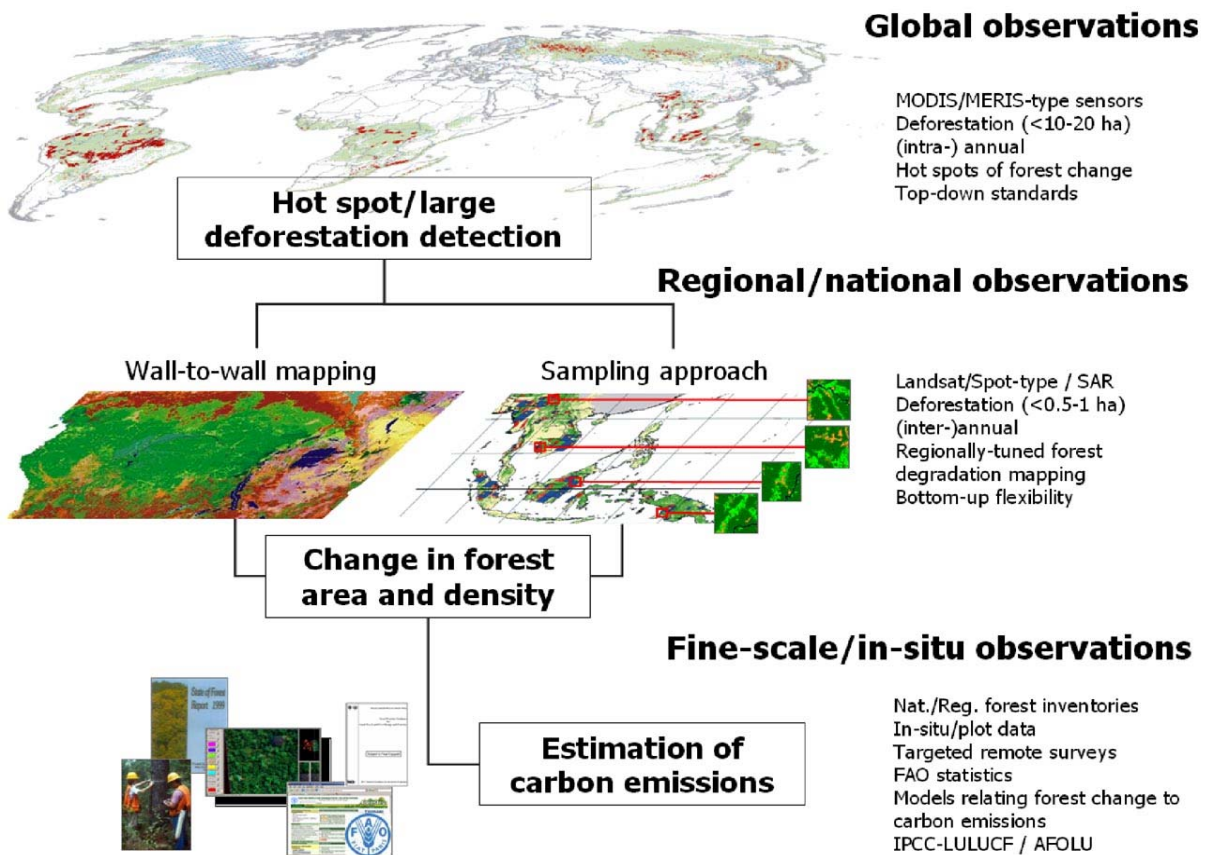 Global observations
MODIS/MERIS-type sensors
Deforestation (<10-20 ha)
(intra-) annual
Hot spots of forest change
Top-down standards
Hot spot/large
deforestation detection
Regional/national observations
Wall-to-wall mapping
Sampling approach
Landsat/Spot-type / SAR
Deforestation (<0.5-1 ha)
(inter-)annual
Regionally-tuned forest
degradation mapping
Bottom-up flexibility
Change in forest
area and density
Fine-scale/in-situ observations
State of Forest
Report 1999
Nat./Reg. forest inventories
In-situ/plot data
Targeted remote surveys
FAO statistics
Models relating forest change to
carbon emissions
IPCC-LULUCF / AFOLU
Estimation of
carbon emissions
FAO
FIAT PANIS